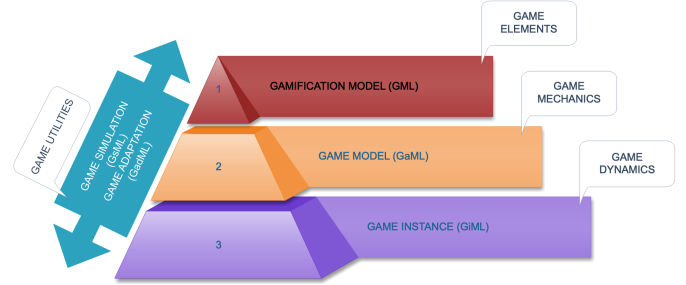 GAME
ELEMENTS
1
GAMIFICATION MODEL (GML)
GAME
MECHANICS
2
GAME MODEL (GaML)
GAME
DYNAMICS
3
GAME INSTANCE (GiML)
GAME UTILITIES
GAME SIMULATION
(GsML)
GAME ADAPTATION
(GadML)